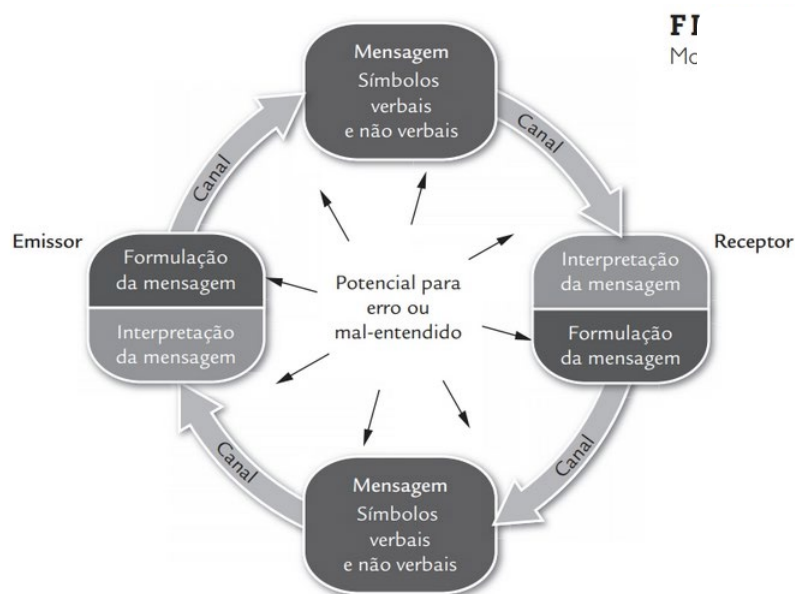 FI
Mc
Mensagem
Símbolos
verbais
e não verbais
Canal
Canal
Emissor
Receptor
Formulação
da mensagem
Interpretação
da mensagem
Potencial para
erro ou
mal-entendido
Interpretação
da mensagem
Formulação
da mensagem
Canal
Canal
Mensagem
Símbolos
verbais
e não verbais